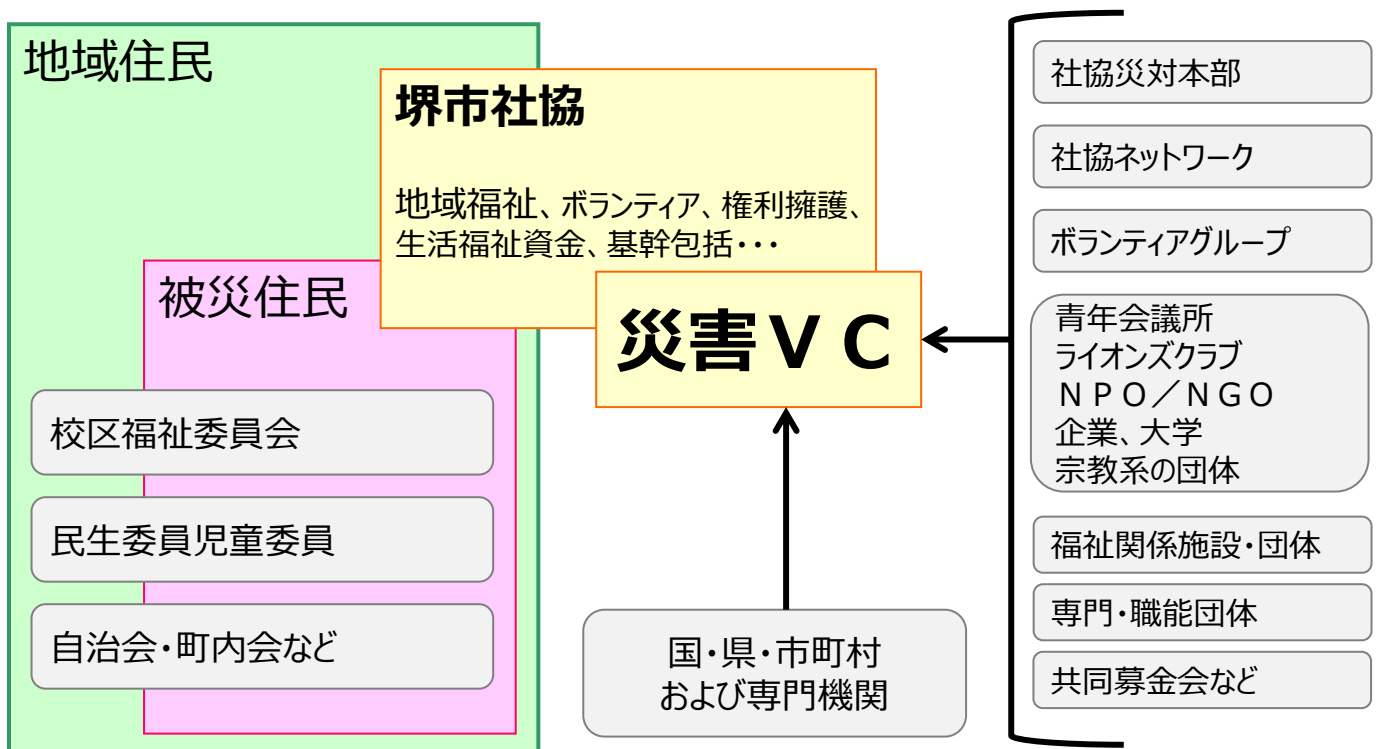 地域住民
堺市社協
地域福祉、ボランティア、権利擁護、
生活福祉資金、基幹包括・・・
被災住民
災害ＶＣ
校区福祉委員会
民生委員児童委員
自治会・町内会など
国・県・市町村
および専門機関
社協災対本部
社協ネットワーク
ボランティアグループ
青年会議所
ライオンズクラブ
ＮＰＯ／ＮＧＯ
企業、大学
宗教系の団体
福祉関係施設・団体
専門・職能団体
共同募金会など